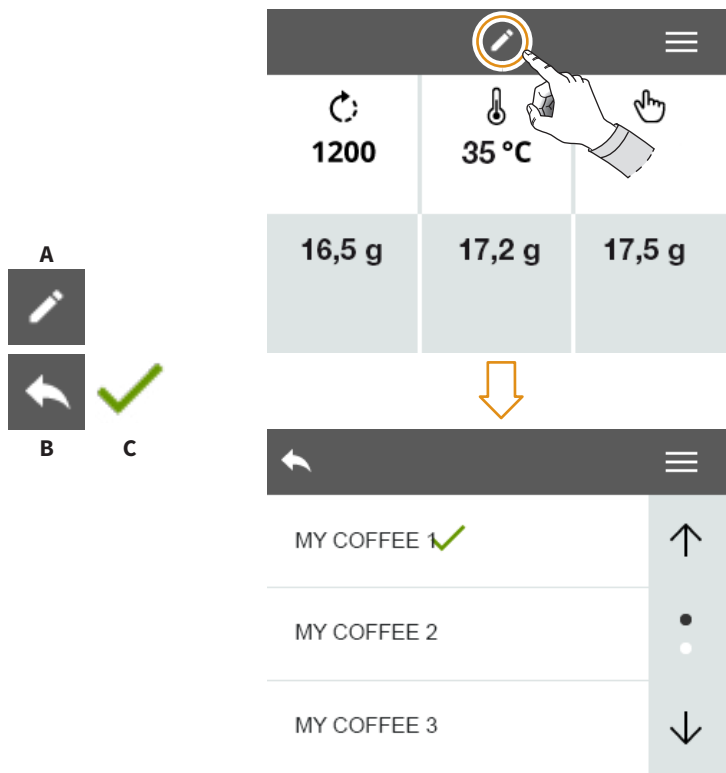 1200
35 °C
16,5 g
17,2 g
17,5 g
A
B
C
MY COFFEE 1
MY COFFEE 2
MY COFFEE 3